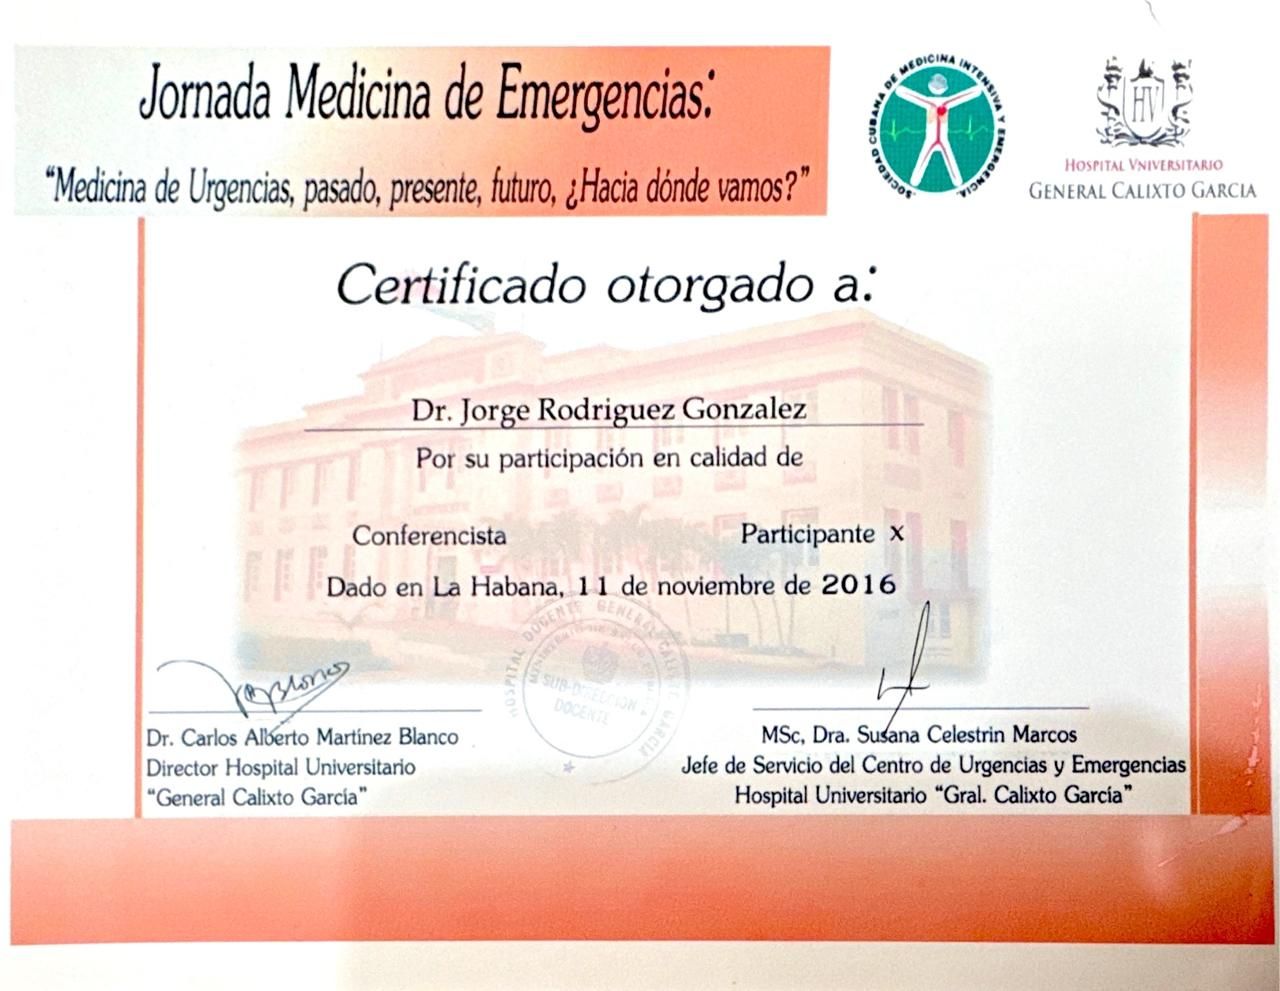 Jornada Medicina de Emergencias:
“Medicina de Urgencias, pasado, presente, futuro, ¿Hacia dónde vamos?”
SOCIEDAD CUBANA DE MEDICINA INTENSIVA Y EMERGENCIA
HV
HOSPITAL VNIVERSITARIO
GENERAL CALIXTO GARCIA
Certificado otorgado a:
Dr. Jorge Rodriguez Gonzalez
Por su participación en calidad de
Conferencista Participante x
Dado en La Habana, 11 de noviembre de 2016
HOSPITAL DOCENTE GENERAL CALIXTO GARCIA
SUB-DIRECCION
DOCENTE
Blanco
Dr. Carlos Alberto Martínez Blanco
Director Hospital Universitario
“General Calixto García”
MSc, Dra. Susana Celestrin Marcos
Jefe de Servicio del Centro de Urgencias y Emergencias
Hospital Universitario “Gral. Calixto García”